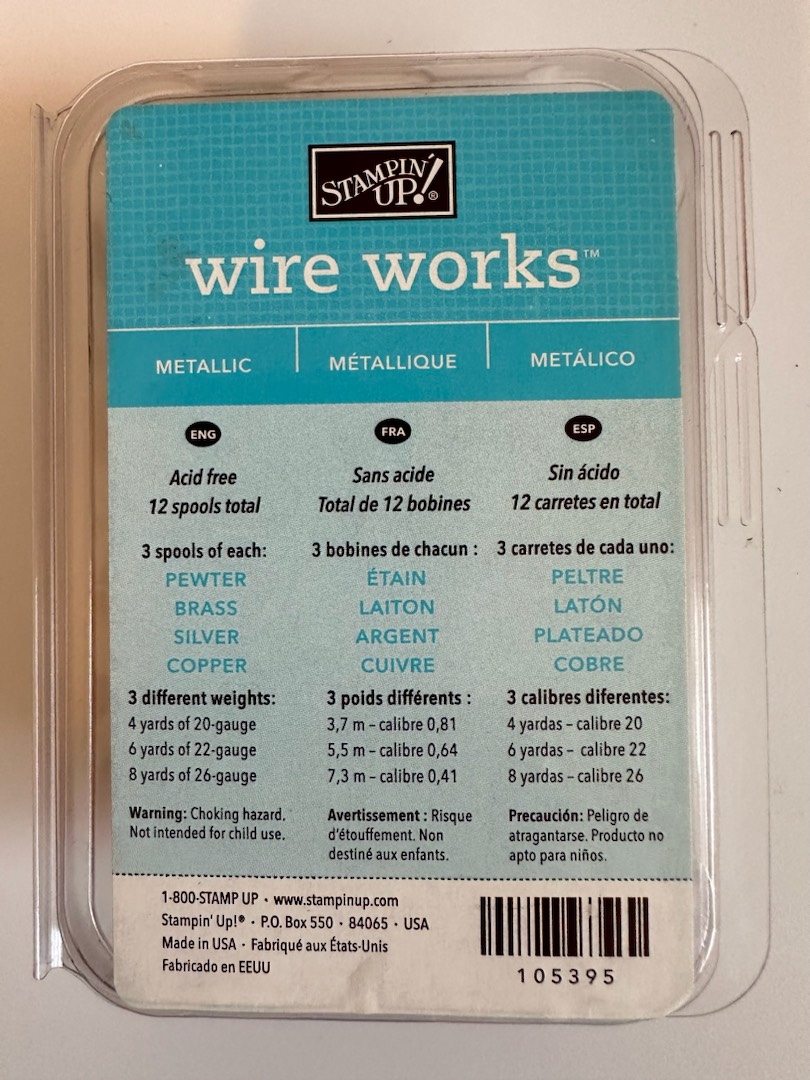 STAMPIN' UP!®
wire works™
METALLIC
MÉTALLIQUE
METÁLICO
ENG
Acid free
12 spools total
3 spools of each:
PEWTER
BRASS
SILVER
COPPER
3 different weights:
4 yards of 20-gauge
6 yards of 22-gauge
8 yards of 26-gauge
Warning: Choking hazard.
Not intended for child use.
FRA
Sans acide
Total de 12 bobines
3 bobines de chacun :
ÉTAIN
LAITON
ARGENT
CUIVRE
3 poids différents :
3,7 m – calibre 0,81
5,5 m – calibre 0,64
7,3 m – calibre 0,41
Avertissement : Risque
d'étouffement. Non
destiné aux enfants.
ESP
Sin ácido
12 carretes en total
3 carretes de cada uno:
PELTRE
LATÓN
PLATEADO
COBRE
3 calibres diferentes:
4 yardas – calibre 20
6 yardas – calibre 22
8 yardas – calibre 26
Precaución: Peligro de
atragantarse. Producto no
apto para niños.
1-800-STAMP UP · www.stampinup.com
Stampin' Up!® · P.O. Box 550 · 84065 · USA
Made in USA · Fabriqué aux États-Unis
Fabricado en EEUU
105395